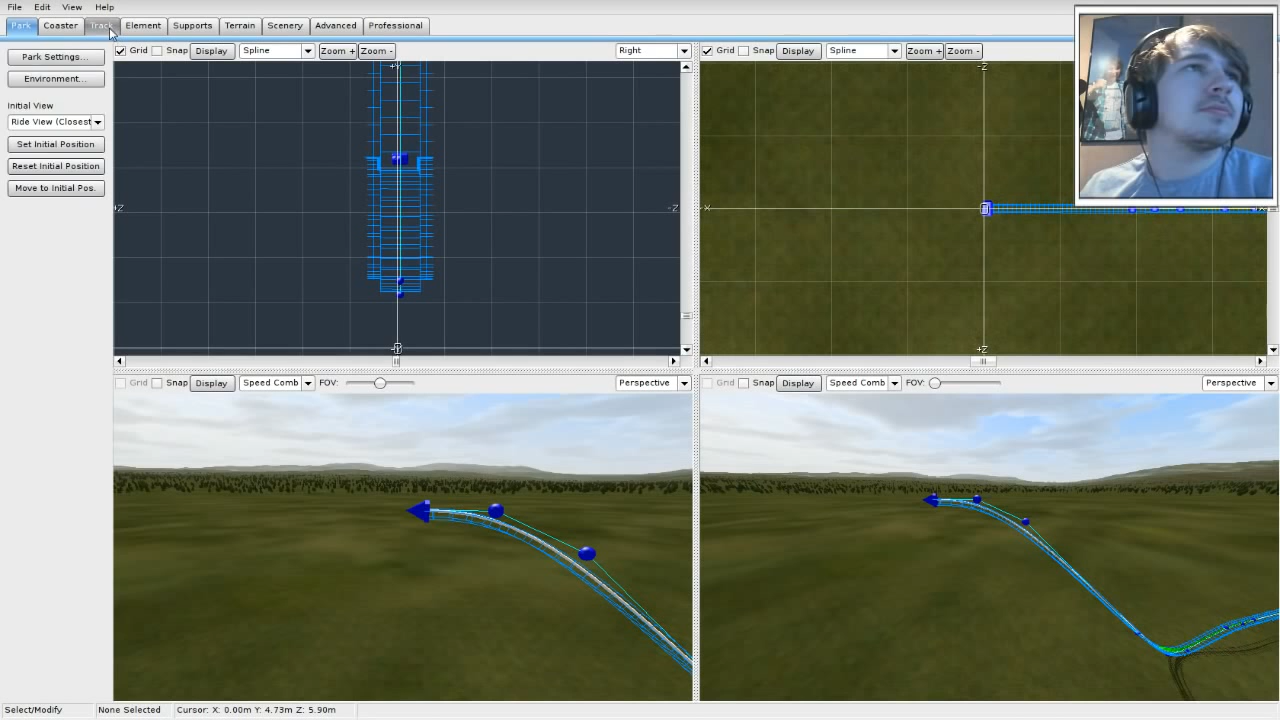 File Edit View Help
Park Coaster Track Element Supports Terrain Scenery Advanced Professional
Park Settings...
Environment...
Initial View
Ride View (Closest
Set Initial Position
Reset Initial Position
Move to Initial Pos.
Grid Snap Display Spline Zoom + Zoom - Right
Grid Snap Display Spline Zoom + Zoom -
+Y
+Z -Z
-Z
-X
+Z
Grid Snap Display Speed Comb FOV: Perspective
Grid Snap Display Speed Comb FOV: Perspective
Select/Modify None Selected Cursor: X: 0.00m Y: 4.73m Z: 5.90m